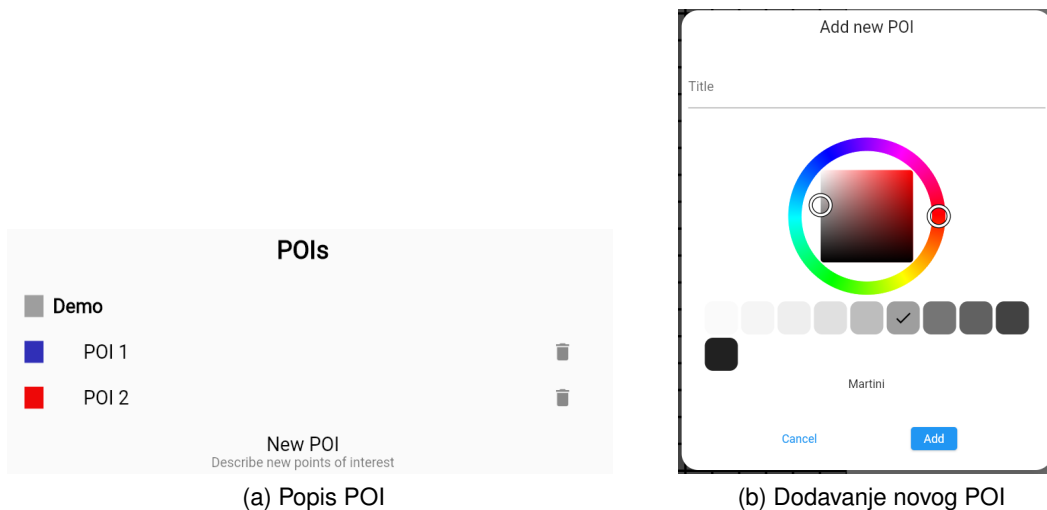 POIs
Demo
POI 1
POI 2
New POI
Describe new points of interest
(a) Popis POI
Add new POI
Title
Martini
Cancel
Add
(b) Dodavanje novog POI